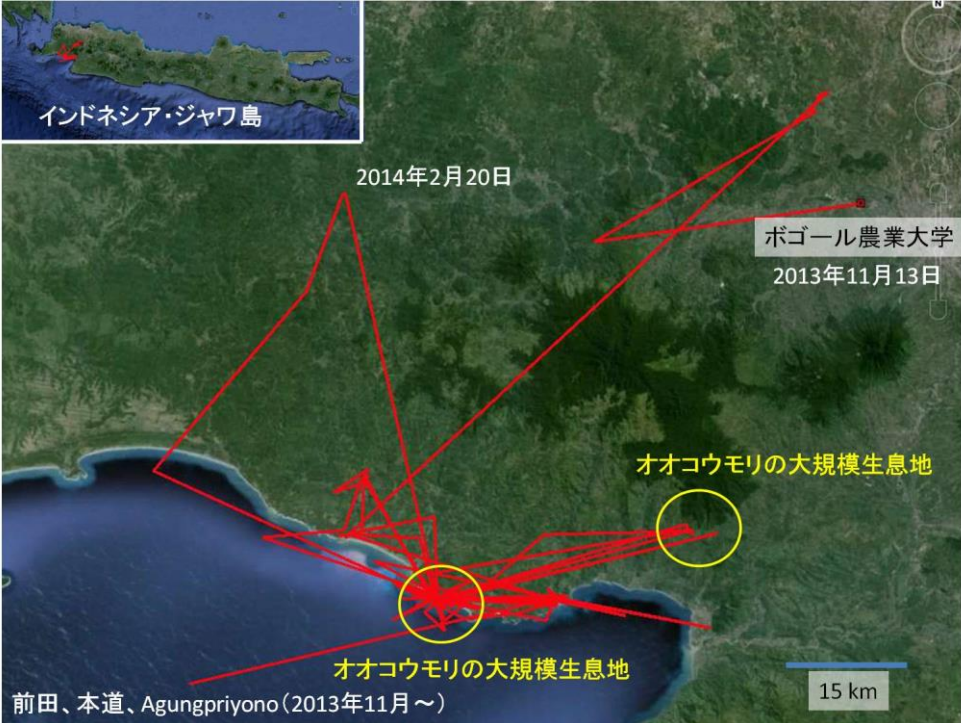 N
インドネシア・ジャワ島
2014年2月20日
ボゴール農業大学
2013年11月13日
オオコウモリの大規模生息地
オオコウモリの大規模生息地
15 km
前田、本道、Agungpriyono（2013年11月～）